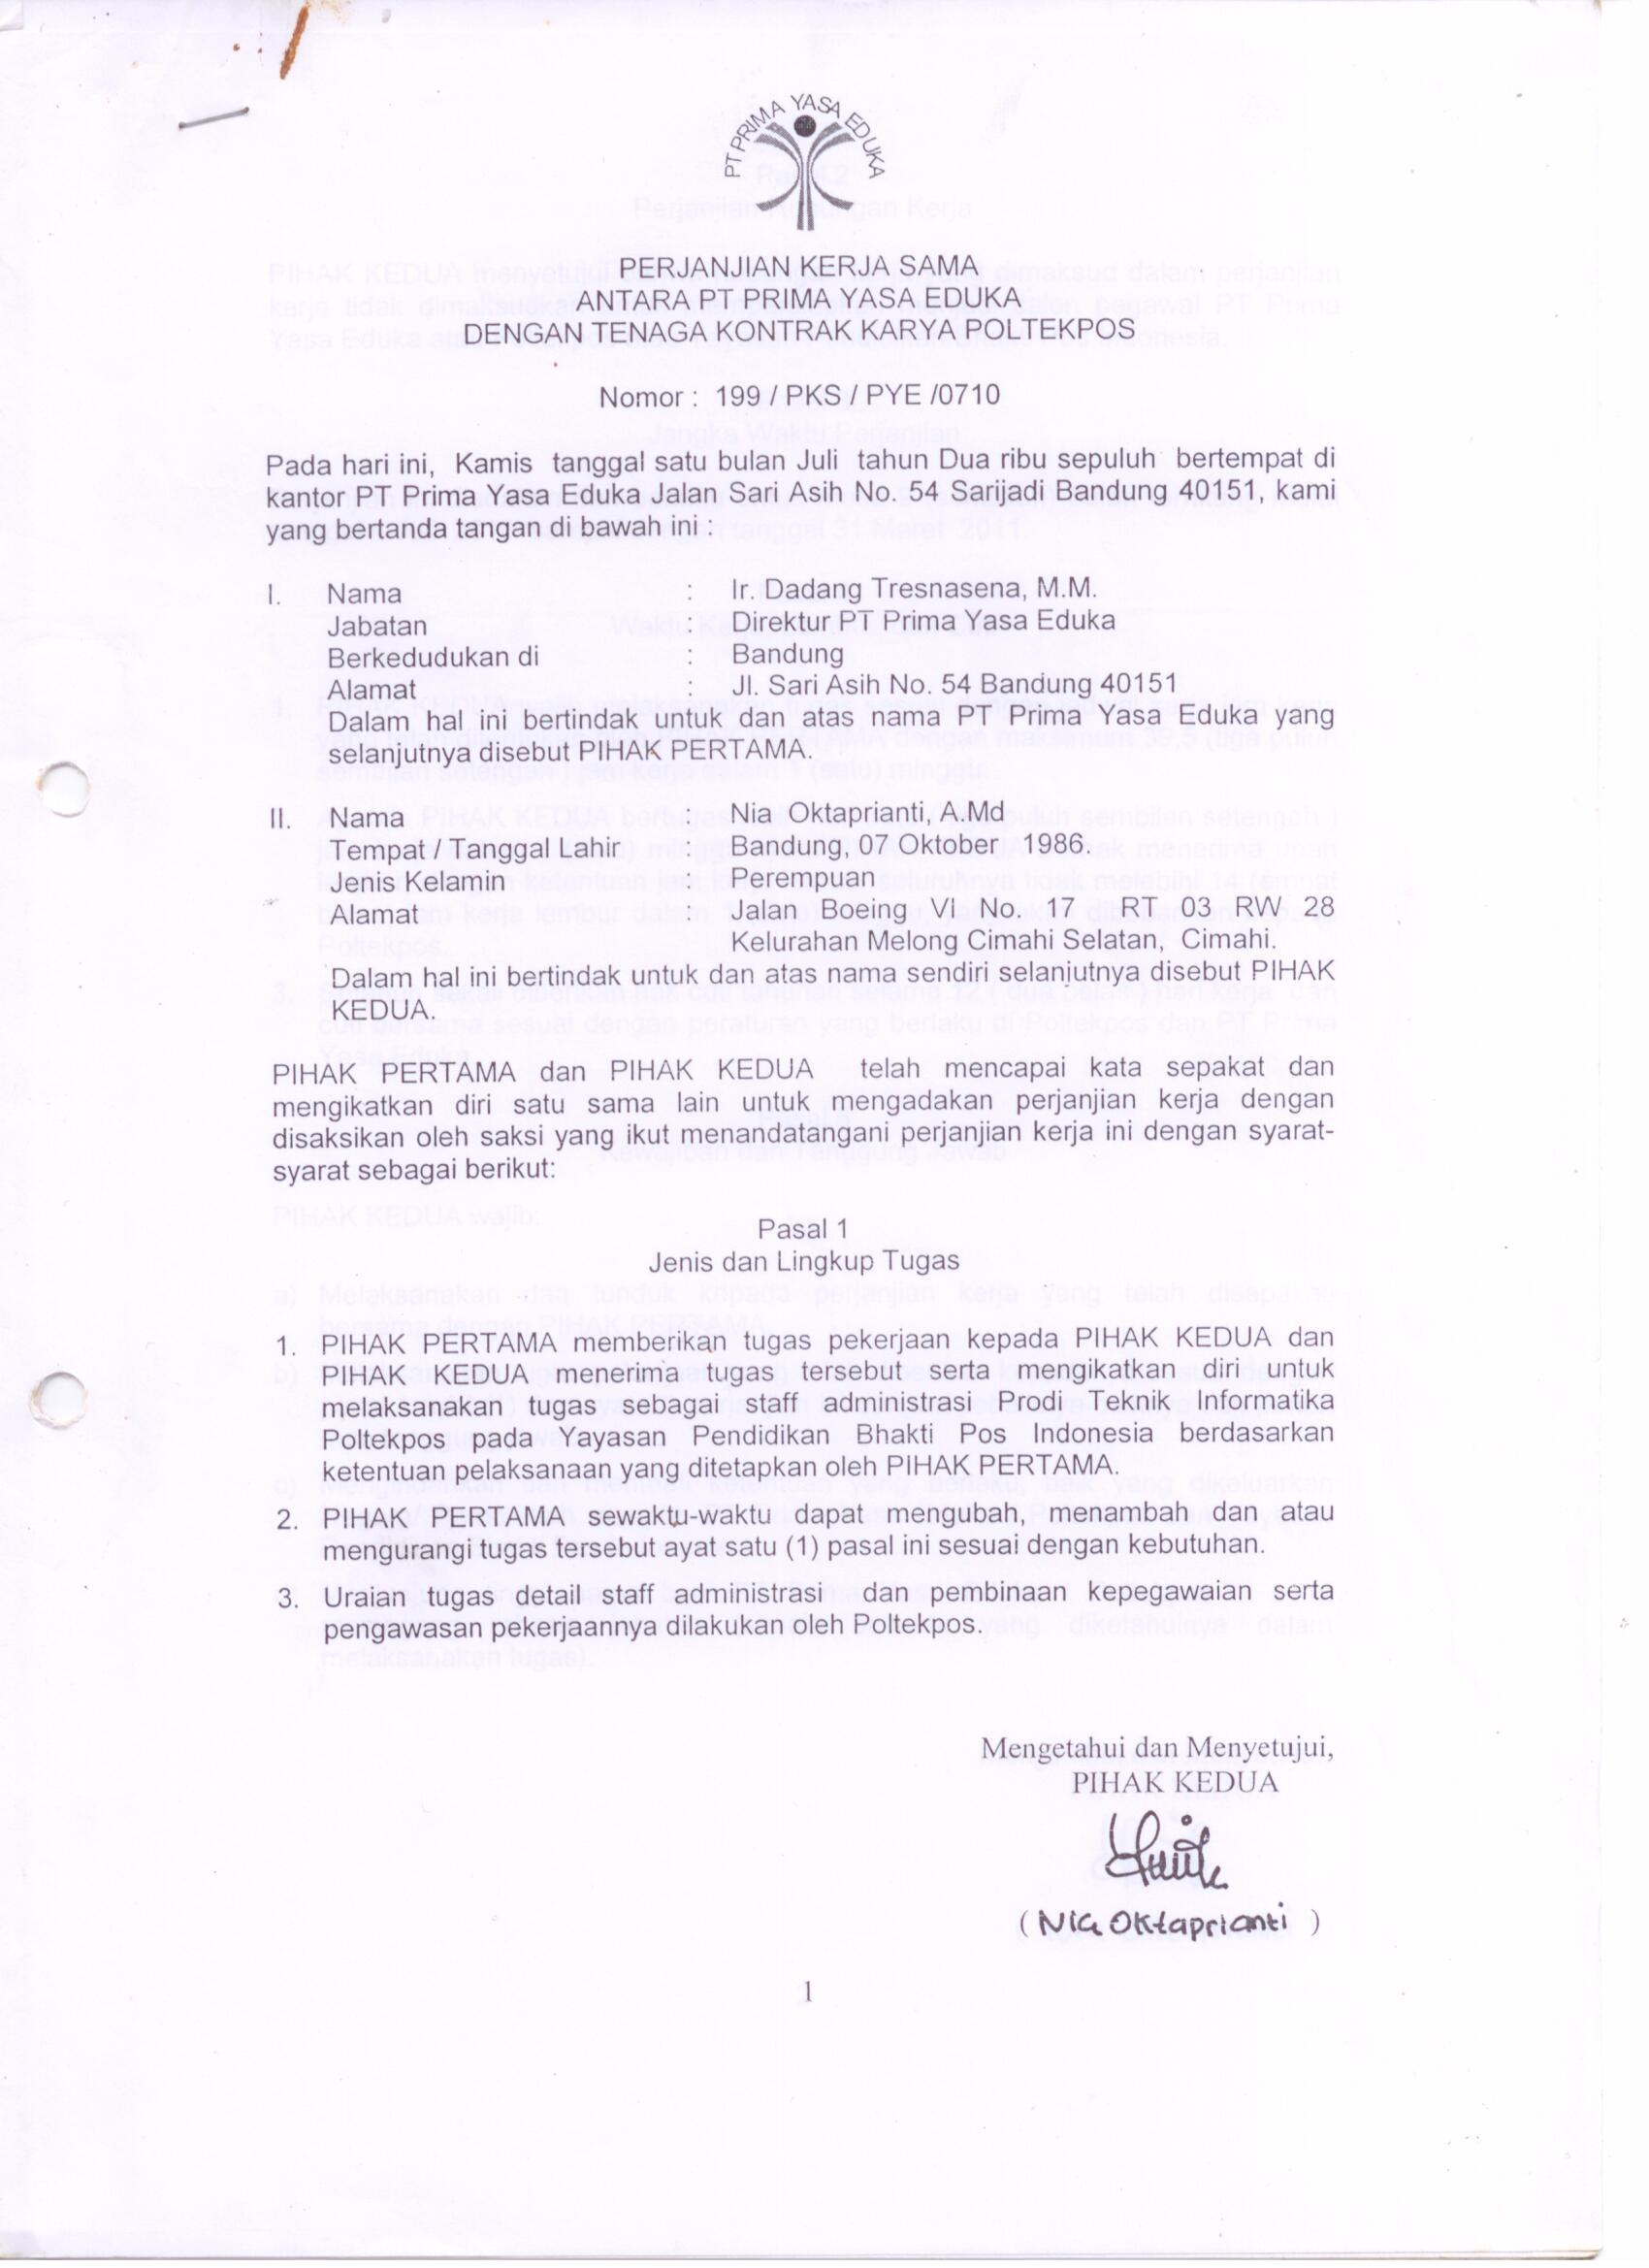 PT PRIMA YASA EDUKA
PERJANJIAN KERJA SAMA
ANTARA PT PRIMA YASA EDUKA
DENGAN TENAGA KONTRAK KARYA POLTEKPOS
Nomor : 199 / PKS / PYE /0710
Pada hari ini, Kamis tanggal satu bulan Juli tahun Dua ribu sepuluh bertempat di
kantor PT Prima Yasa Eduka Jalan Sari Asih No. 54 Sarijadi Bandung 40151, kami
yang bertanda tangan di bawah ini :
I. Nama : Ir. Dadang Tresnasena, M.M.
Jabatan : Direktur PT Prima Yasa Eduka
Berkedudukan di : Bandung
Alamat : Jl. Sari Asih No. 54 Bandung 40151
Dalam hal ini bertindak untuk dan atas nama PT Prima Yasa Eduka yang
selanjutnya disebut PIHAK PERTAMA.
II. Nama : Nia Oktaprianti, A.Md
Tempat / Tanggal Lahir : Bandung, 07 Oktober 1986.
Jenis Kelamin : Perempuan
Alamat : Jalan Boeing VI No. 17 RT 03 RW 28
Kelurahan Melong Cimahi Selatan, Cimahi.
Dalam hal ini bertindak untuk dan atas nama sendiri selanjutnya disebut PIHAK
KEDUA.
PIHAK PERTAMA dan PIHAK KEDUA telah mencapai kata sepakat dan
mengikatkan diri satu sama lain untuk mengadakan perjanjian kerja dengan
disaksikan oleh saksi yang ikut menandatangani perjanjian kerja ini dengan syarat-
syarat sebagai berikut:
Pasal 1
Jenis dan Lingkup Tugas
1. PIHAK PERTAMA memberikan tugas pekerjaan kepada PIHAK KEDUA dan
PIHAK KEDUA menerima tugas tersebut serta mengikatkan diri untuk
melaksanakan tugas sebagai staff administrasi Prodi Teknik Informatika
Poltekpos pada Yayasan Pendidikan Bhakti Pos Indonesia berdasarkan
ketentuan pelaksanaan yang ditetapkan oleh PIHAK PERTAMA.
2. PIHAK PERTAMA sewaktu-waktu dapat mengubah, menambah, dan atau
mengurangi tugas tersebut ayat satu (1) pasal ini sesuai dengan kebutuhan.
3. Uraian tugas detail staff administrasi dan pembinaan Kepegawaian serta
pengawasan pekerjaannya dilakukan oleh Poltekpos.
Mengetahui dan Menyetujui,
PIHAK KEDUA
( Nia Oktaprianti )
1